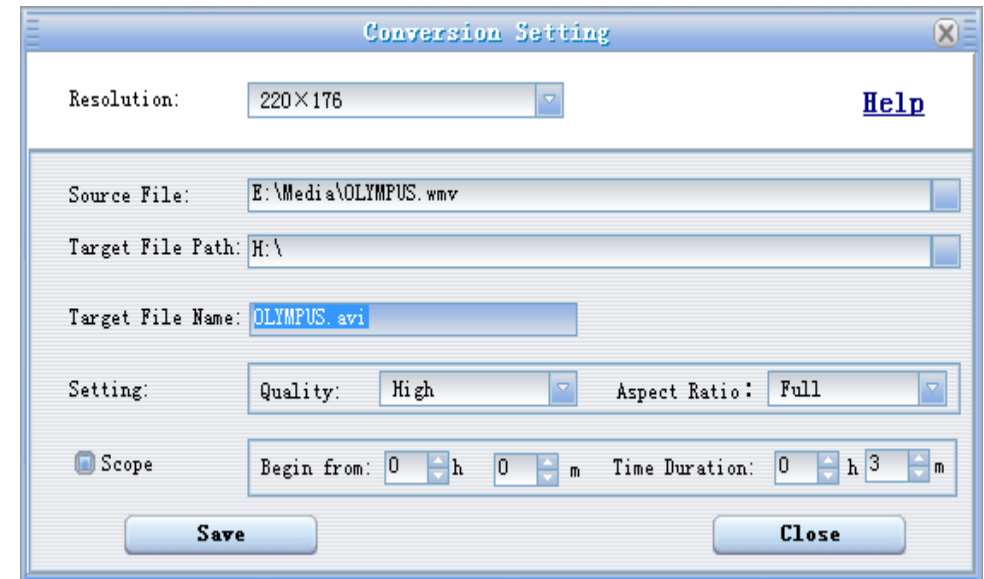 Conversion Setting
Resolution: 220×176 Help
Source File: E:\Media\OLYMPUS.wmv
Target File Path: H:\
Target File Name: OLYMPUS.avi
Setting: Quality: High Aspect Ratio: Full
Scope Begin from: 0 h 0 m Time Duration: 0 h 3 m
Save Close